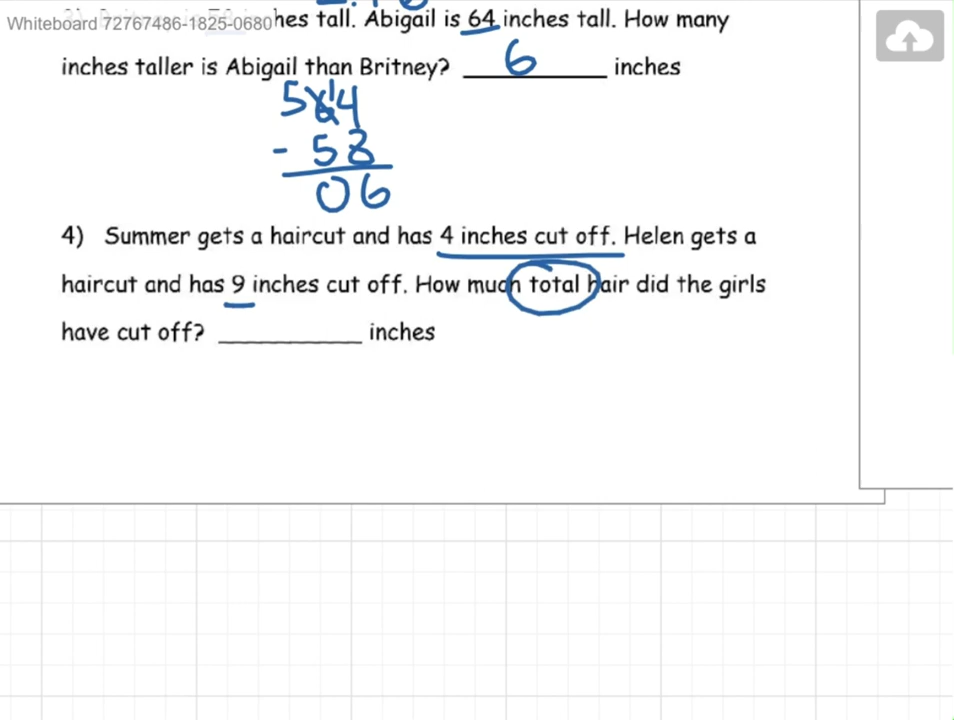 Whiteboard 72767486-1825-0680 hes tall. Abigail is 64 inches tall. How many
inches taller is Abigail than Britney? 6 inches
5 6 14
- 58
06
4) Summer gets a haircut and has 4 inches cut off. Helen gets a
haircut and has 9 inches cut off. How much total hair did the girls
have cut off? __________ inches